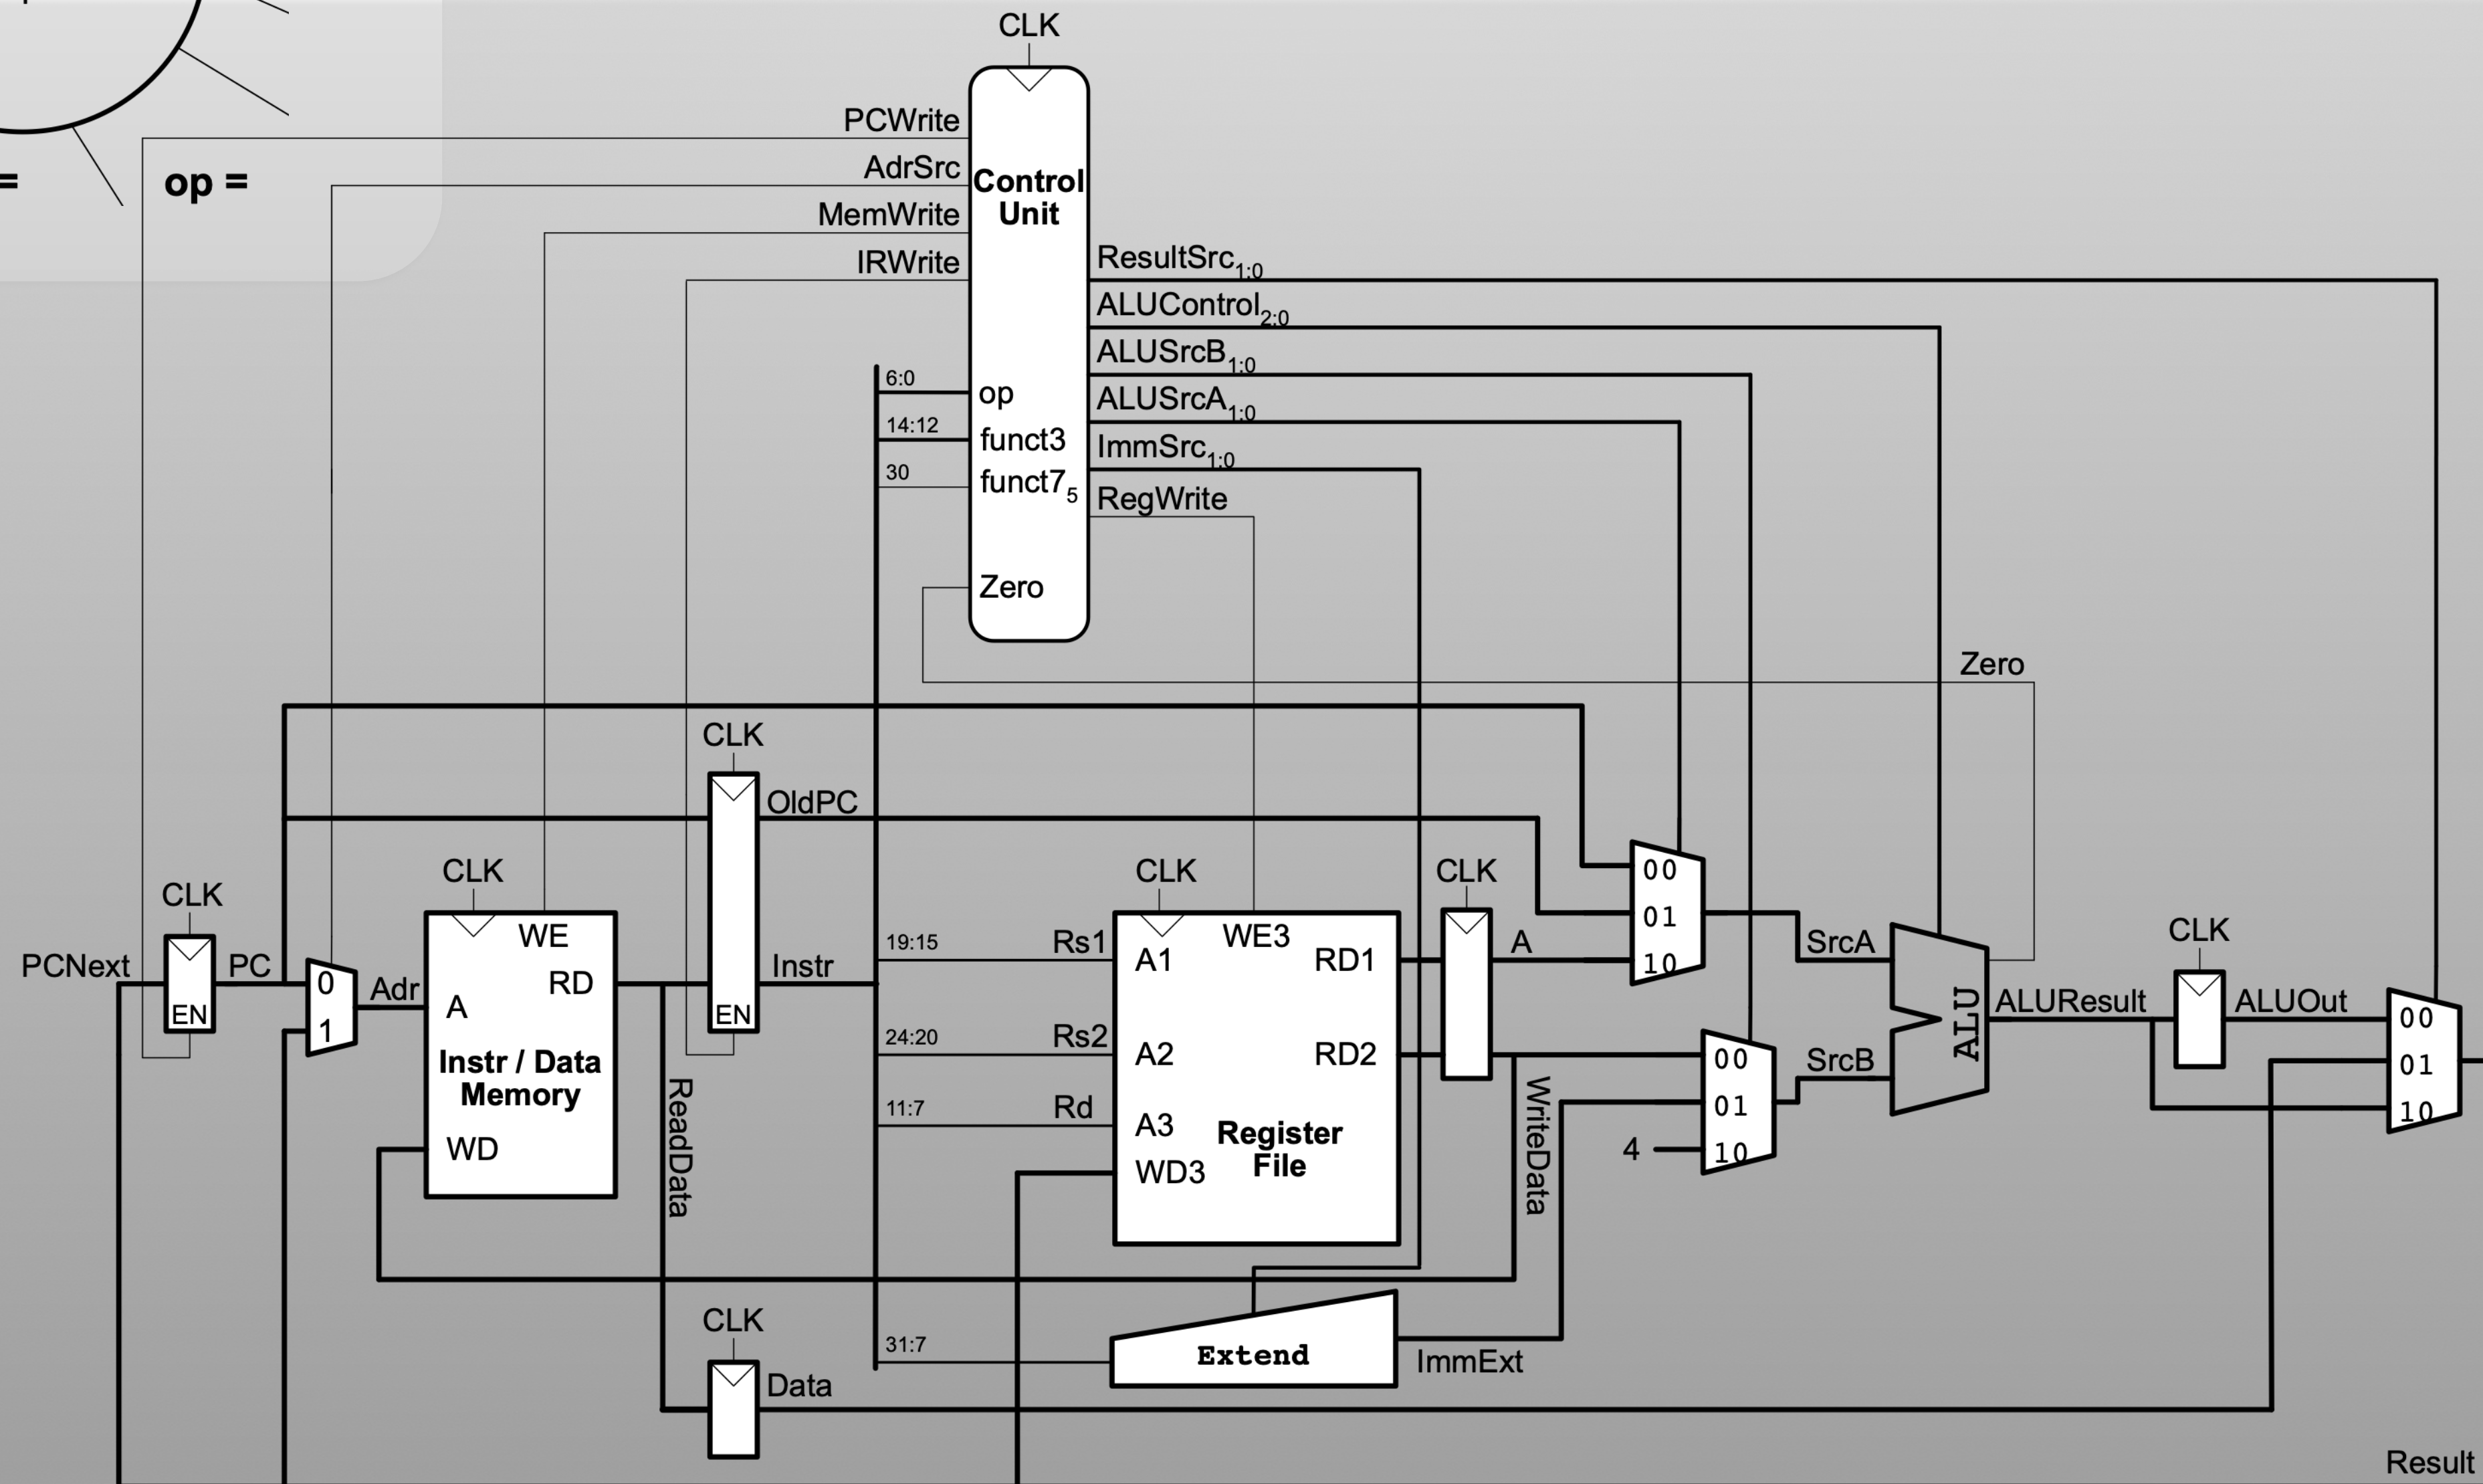 CLK
PCWrite
AdrSrc
=
op =
Control
Unit
MemWrite
IRWrite
ResultSrc1:0
ALUControl2:0
ALUSrcB1:0
6:0
op
ALUSrcA1:0
14:12
funct3
ImmSrc1:0
30
funct75
RegWrite
Zero
Zero
CLK
OldPC
CLK
CLK
CLK
CLK
00
01
10
PCNext
PC
EN
0
1
Adr
WE
RD
A
Instr / Data
Memory
WD
EN
Instr
ReadData
19:15
Rs1
24:20
Rs2
11:7
Rd
A1
WE3
RD1
A2
RD2
A3
Register
File
WD3
A
WriteData
SrcA
00
01
10
4
SrcB
ALU
ALUResult
CLK
ALUOut
00
01
10
CLK
Data
31:7
Extend
ImmExt
Result